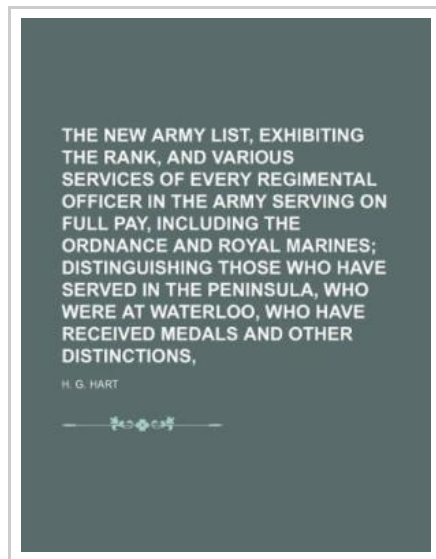 THE NEW ARMY LIST, EXHIBITING
THE RANK, AND VARIOUS
SERVICES OF EVERY REGIMENTAL
OFFICER IN THE ARMY SERVING ON
FULL PAY, INCLUDING THE
ORDNANCE AND ROYAL MARINES;
DISTINGUISHING THOSE WHO HAVE
SERVED IN THE PENINSULA, WHO
WERE AT WATERLOO, WHO HAVE
RECEIVED MEDALS AND OTHER
DISTINCTIONS,
H. G. HART